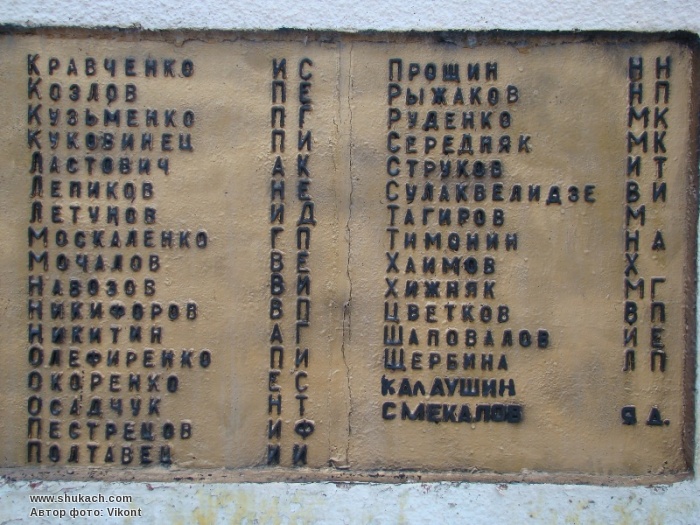 Кравченко И С
Козлов П Е
Кузьменко П Г
Куковинец П И
Ластович А К
Лепиков Н Е
Летунов И Д
Москаленко Г П
Мочалов В Е
Навозов В И
Никифоров В П
Никитин А Г
Олефиренко П И
Окоренко Е С
Осадчук Н Т
Пестрецов И Ф
Полтавец И И
Прощин Н Н
Рыжаков Н П
Руденко М К
Середняк М К
Струков И Т
Сулаквелидзе В И
Тагиров М
Тимонин Н А
Хаимов Х
Хижняк М Г
Цветков В П
Шаповалов И Е
Щербина Л П
Калаушин
Смекалов Я Д.
www.shukach.com
Автор фото: Vikont